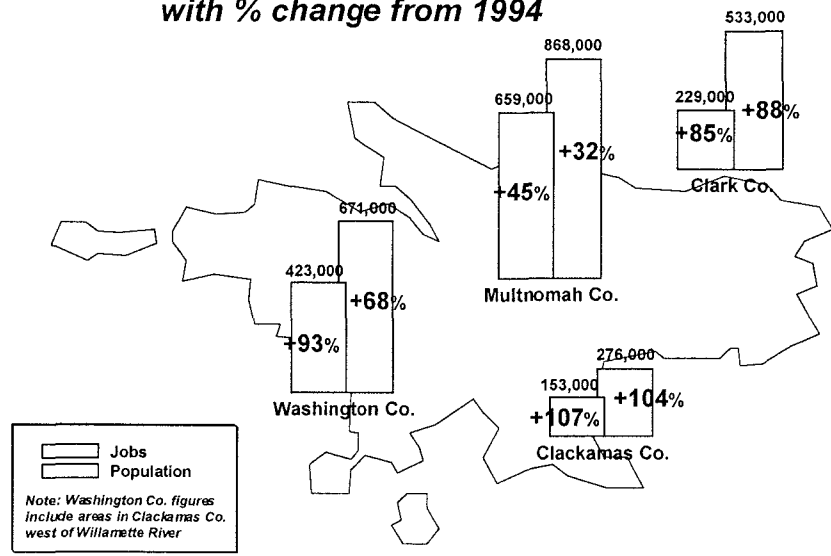 with % change from 1994
533,000
868,000
659,000
229,000
+88%
+85%
+32%
Clark Co.
+45%
671,000
423,000
Multnomah Co.
+68%
+93%
276,000
153,000
+104%
+107%
Washington Co.
Clackamas Co.
Jobs
Population
Note: Washington Co. figures
include areas in Clackamas Co.
west of Willamette River